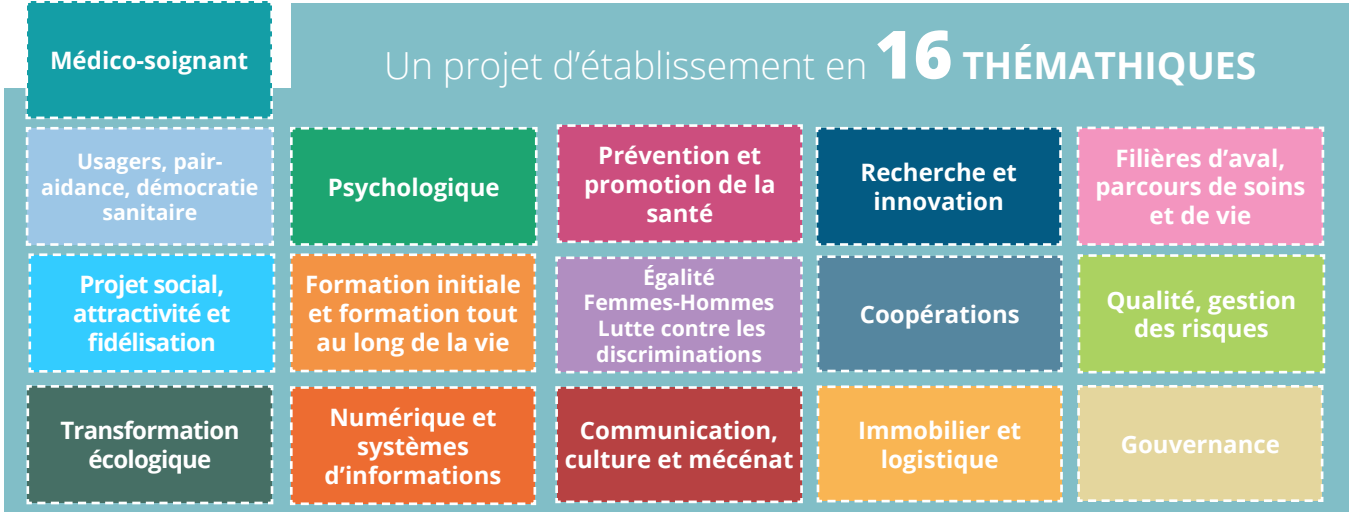 Médico-soignant
Un projet d'établissement en 16 THÉMATHIQUES
Usagers, pair-
aidance, démocratie
sanitaire
Psychologique
Prévention et
promotion de la
santé
Recherche et
innovation
Filières d'aval,
parcours de soins
et de vie
Projet social,
attractivité et
fidélisation
Formation initiale
et formation tout
au long de la vie
Égalité
Femmes-Hommes
Lutte contre les
discriminations
Coopérations
Qualité, gestion
des risques
Transformation
écologique
Numérique et
systèmes
d'informations
Communication,
culture et mécénat
Immobilier et
logistique
Gouvernance